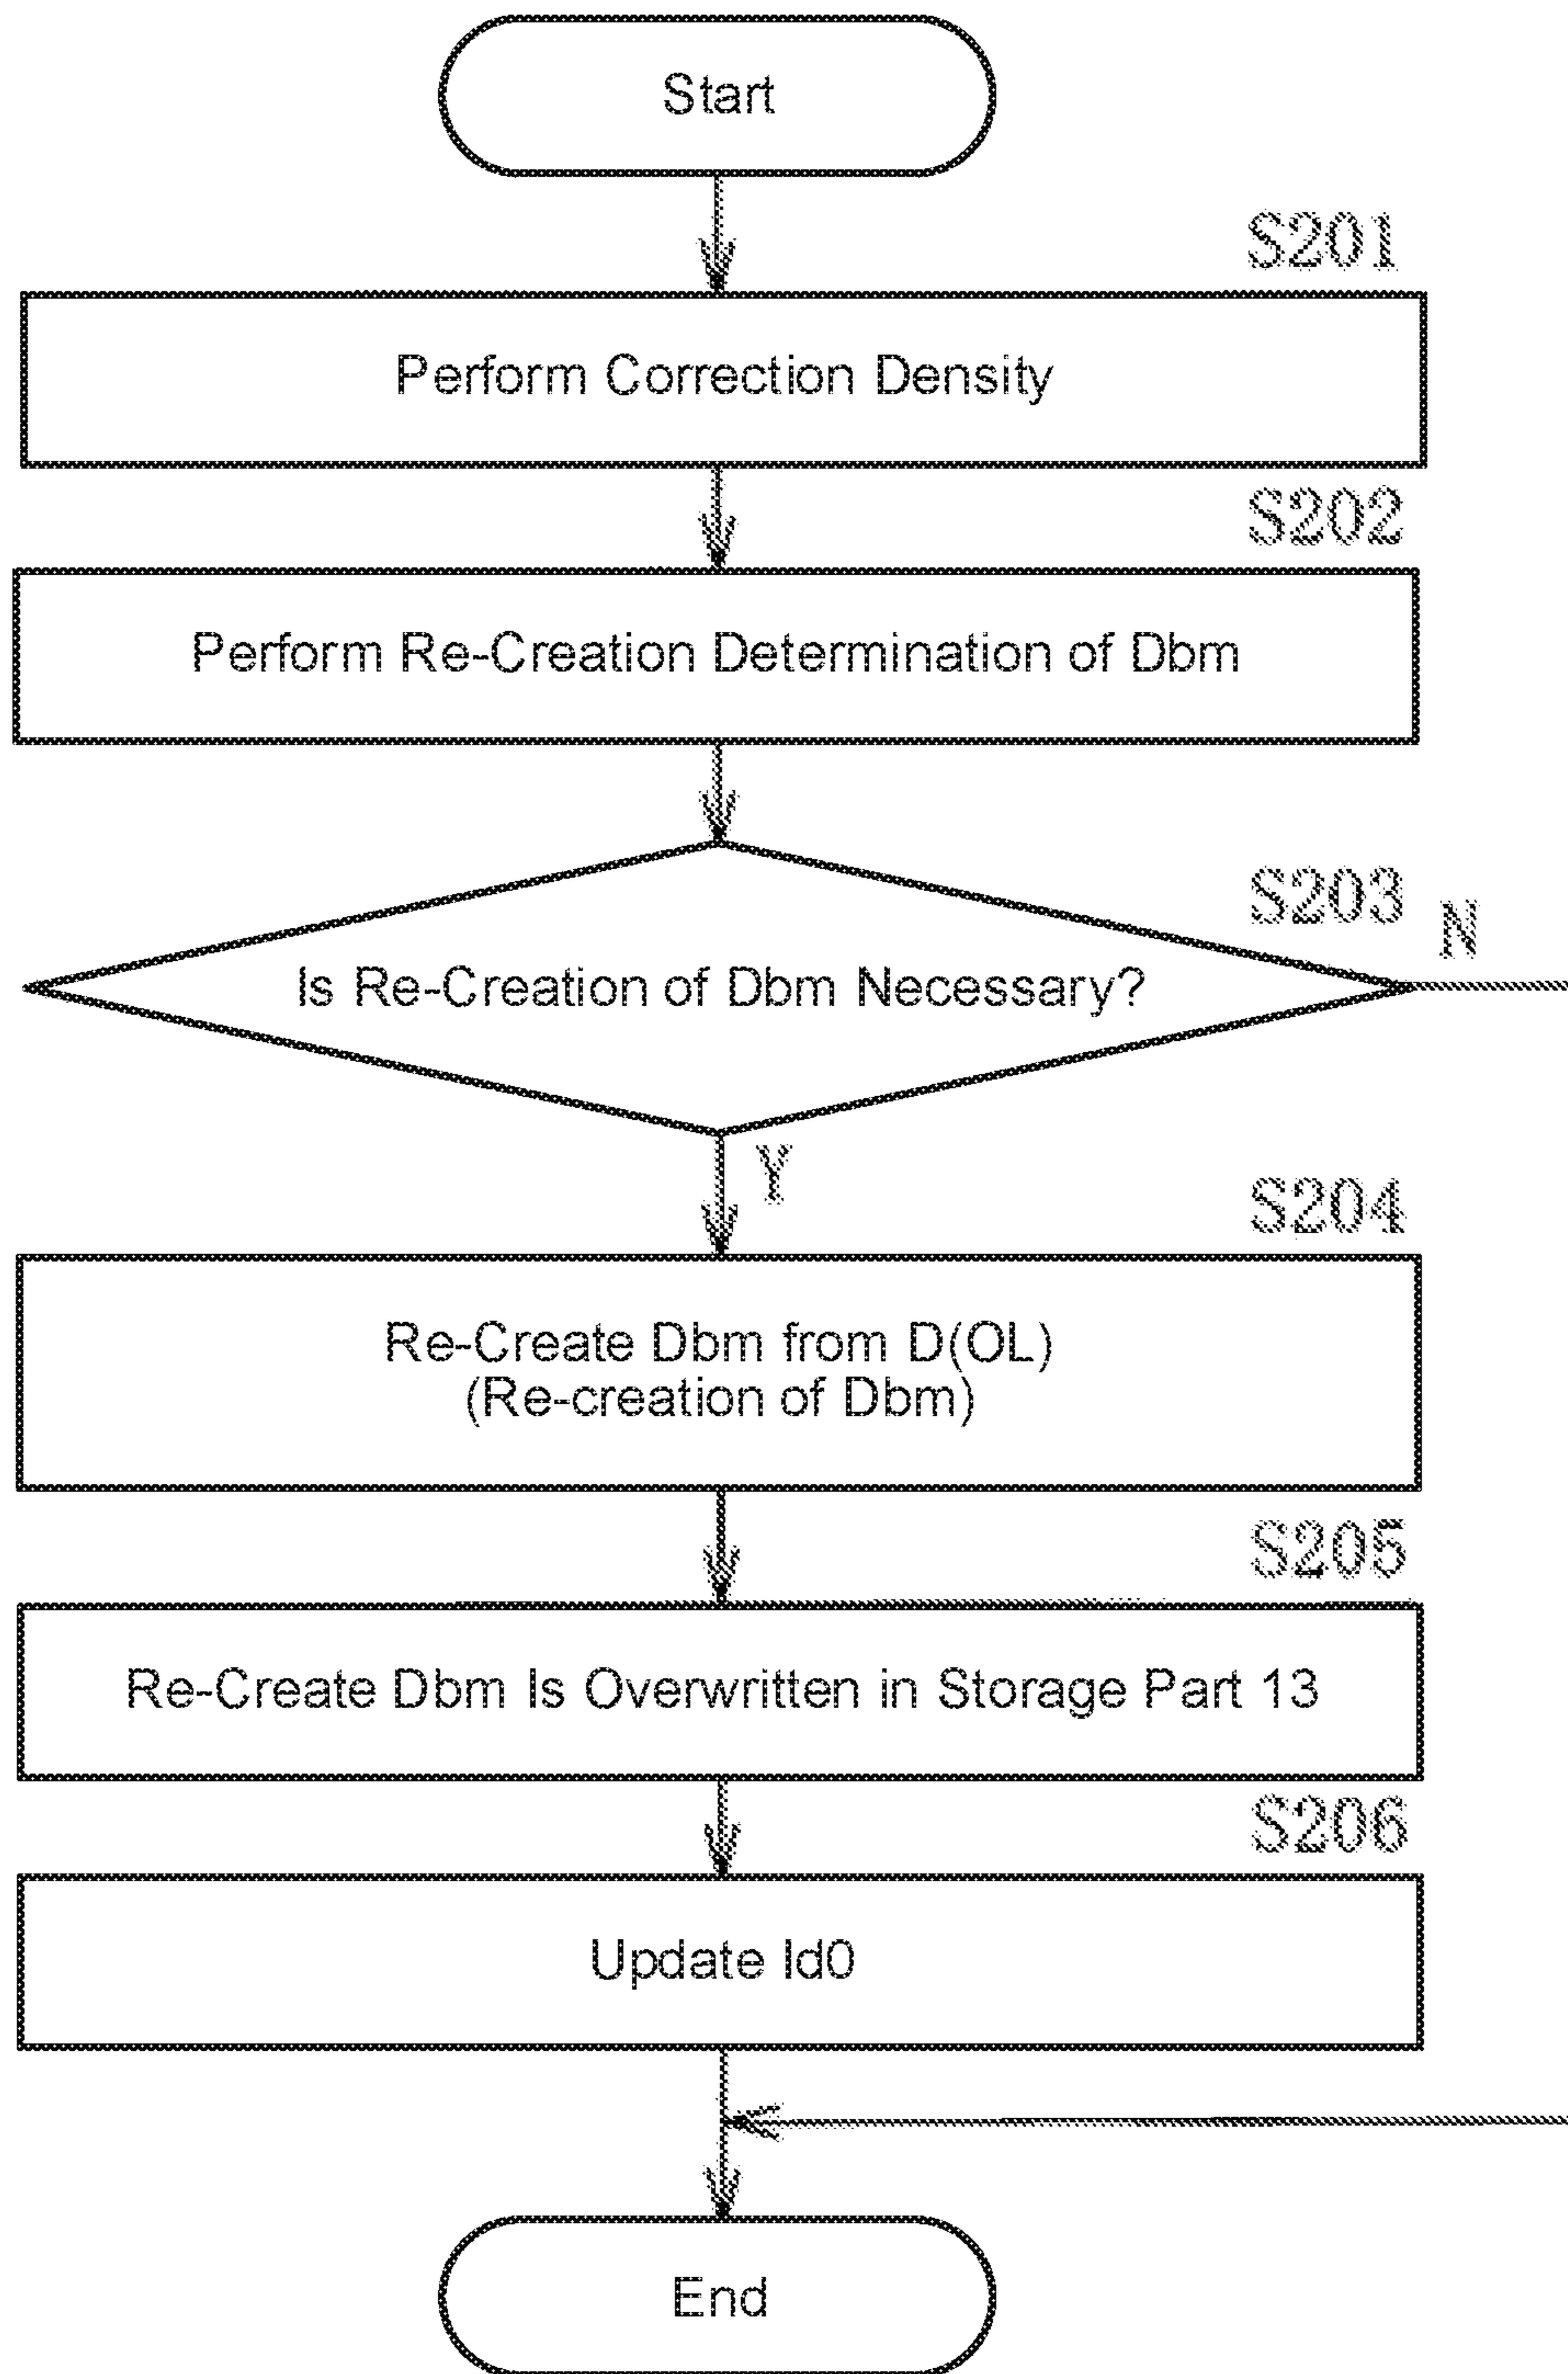 Start
S201
Perform Correction Density
S202
Perform Re-Creation Determination of Dbm
S203
N
Is Re-Creation of Dbm Necessary?
Y
S204
Re-Create Dbm from D(OL)
(Re-creation of Dbm)
S205
Re-Create Dbm Is Overwritten in Storage Part 13
S206
Update Id0
End